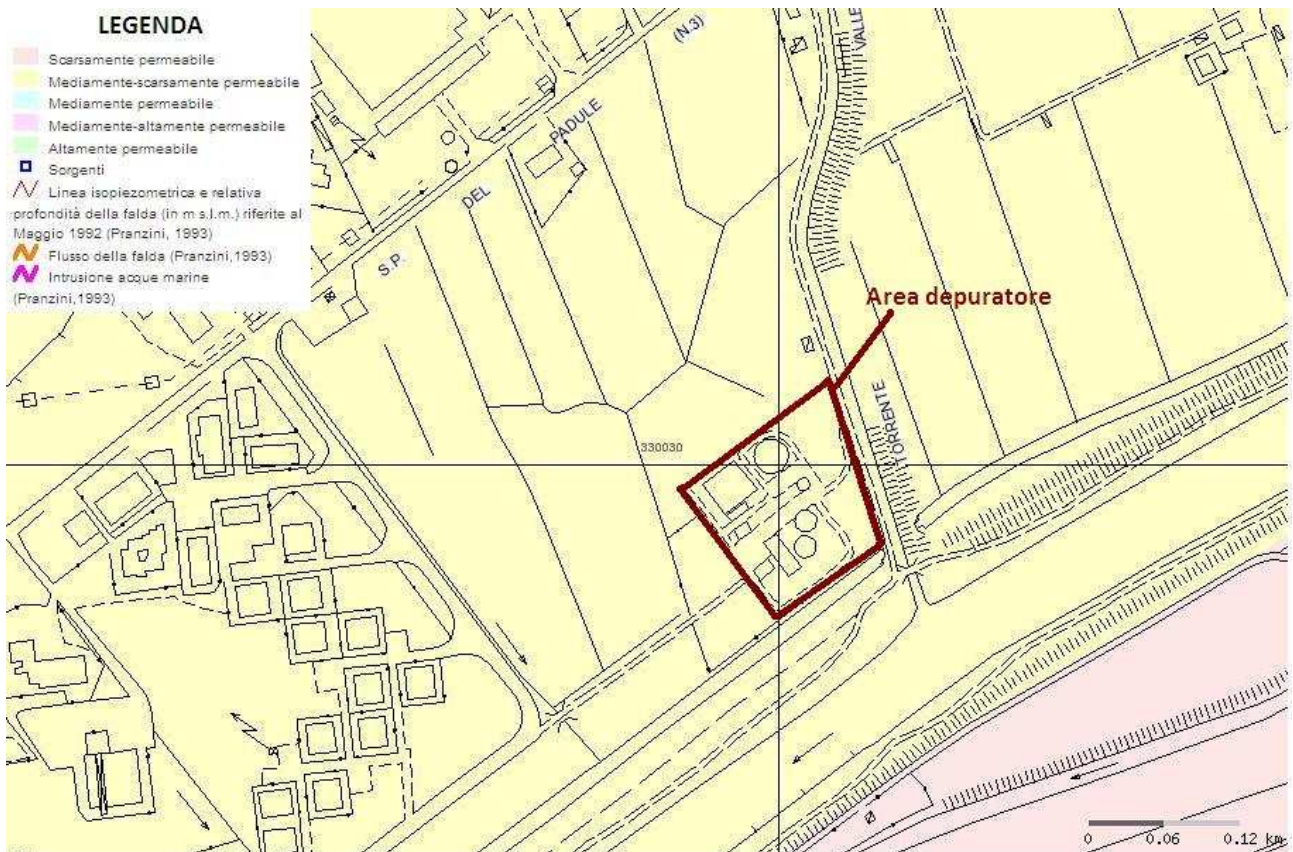 LEGENDA
Scarsamente permeabile
Mediamente-scarsamente permeabile
Mediamente permeabile
Mediamente-altamente permeabile
Altamente permeabile
Sorgenti
Linea isopiezometrica e relativa
profondità della falda (in m s.l.m.) riferite al
Maggio 1992 (Pranzini, 1993)
Flusso della falda (Pranzini,1993)
Intrusione acque marine
(Pranzini,1993)
(N.3)
PADULE
DEL
S.P.
VALLE
Area depuratore
TORRENTE
330030
0 0.06 0.12 km